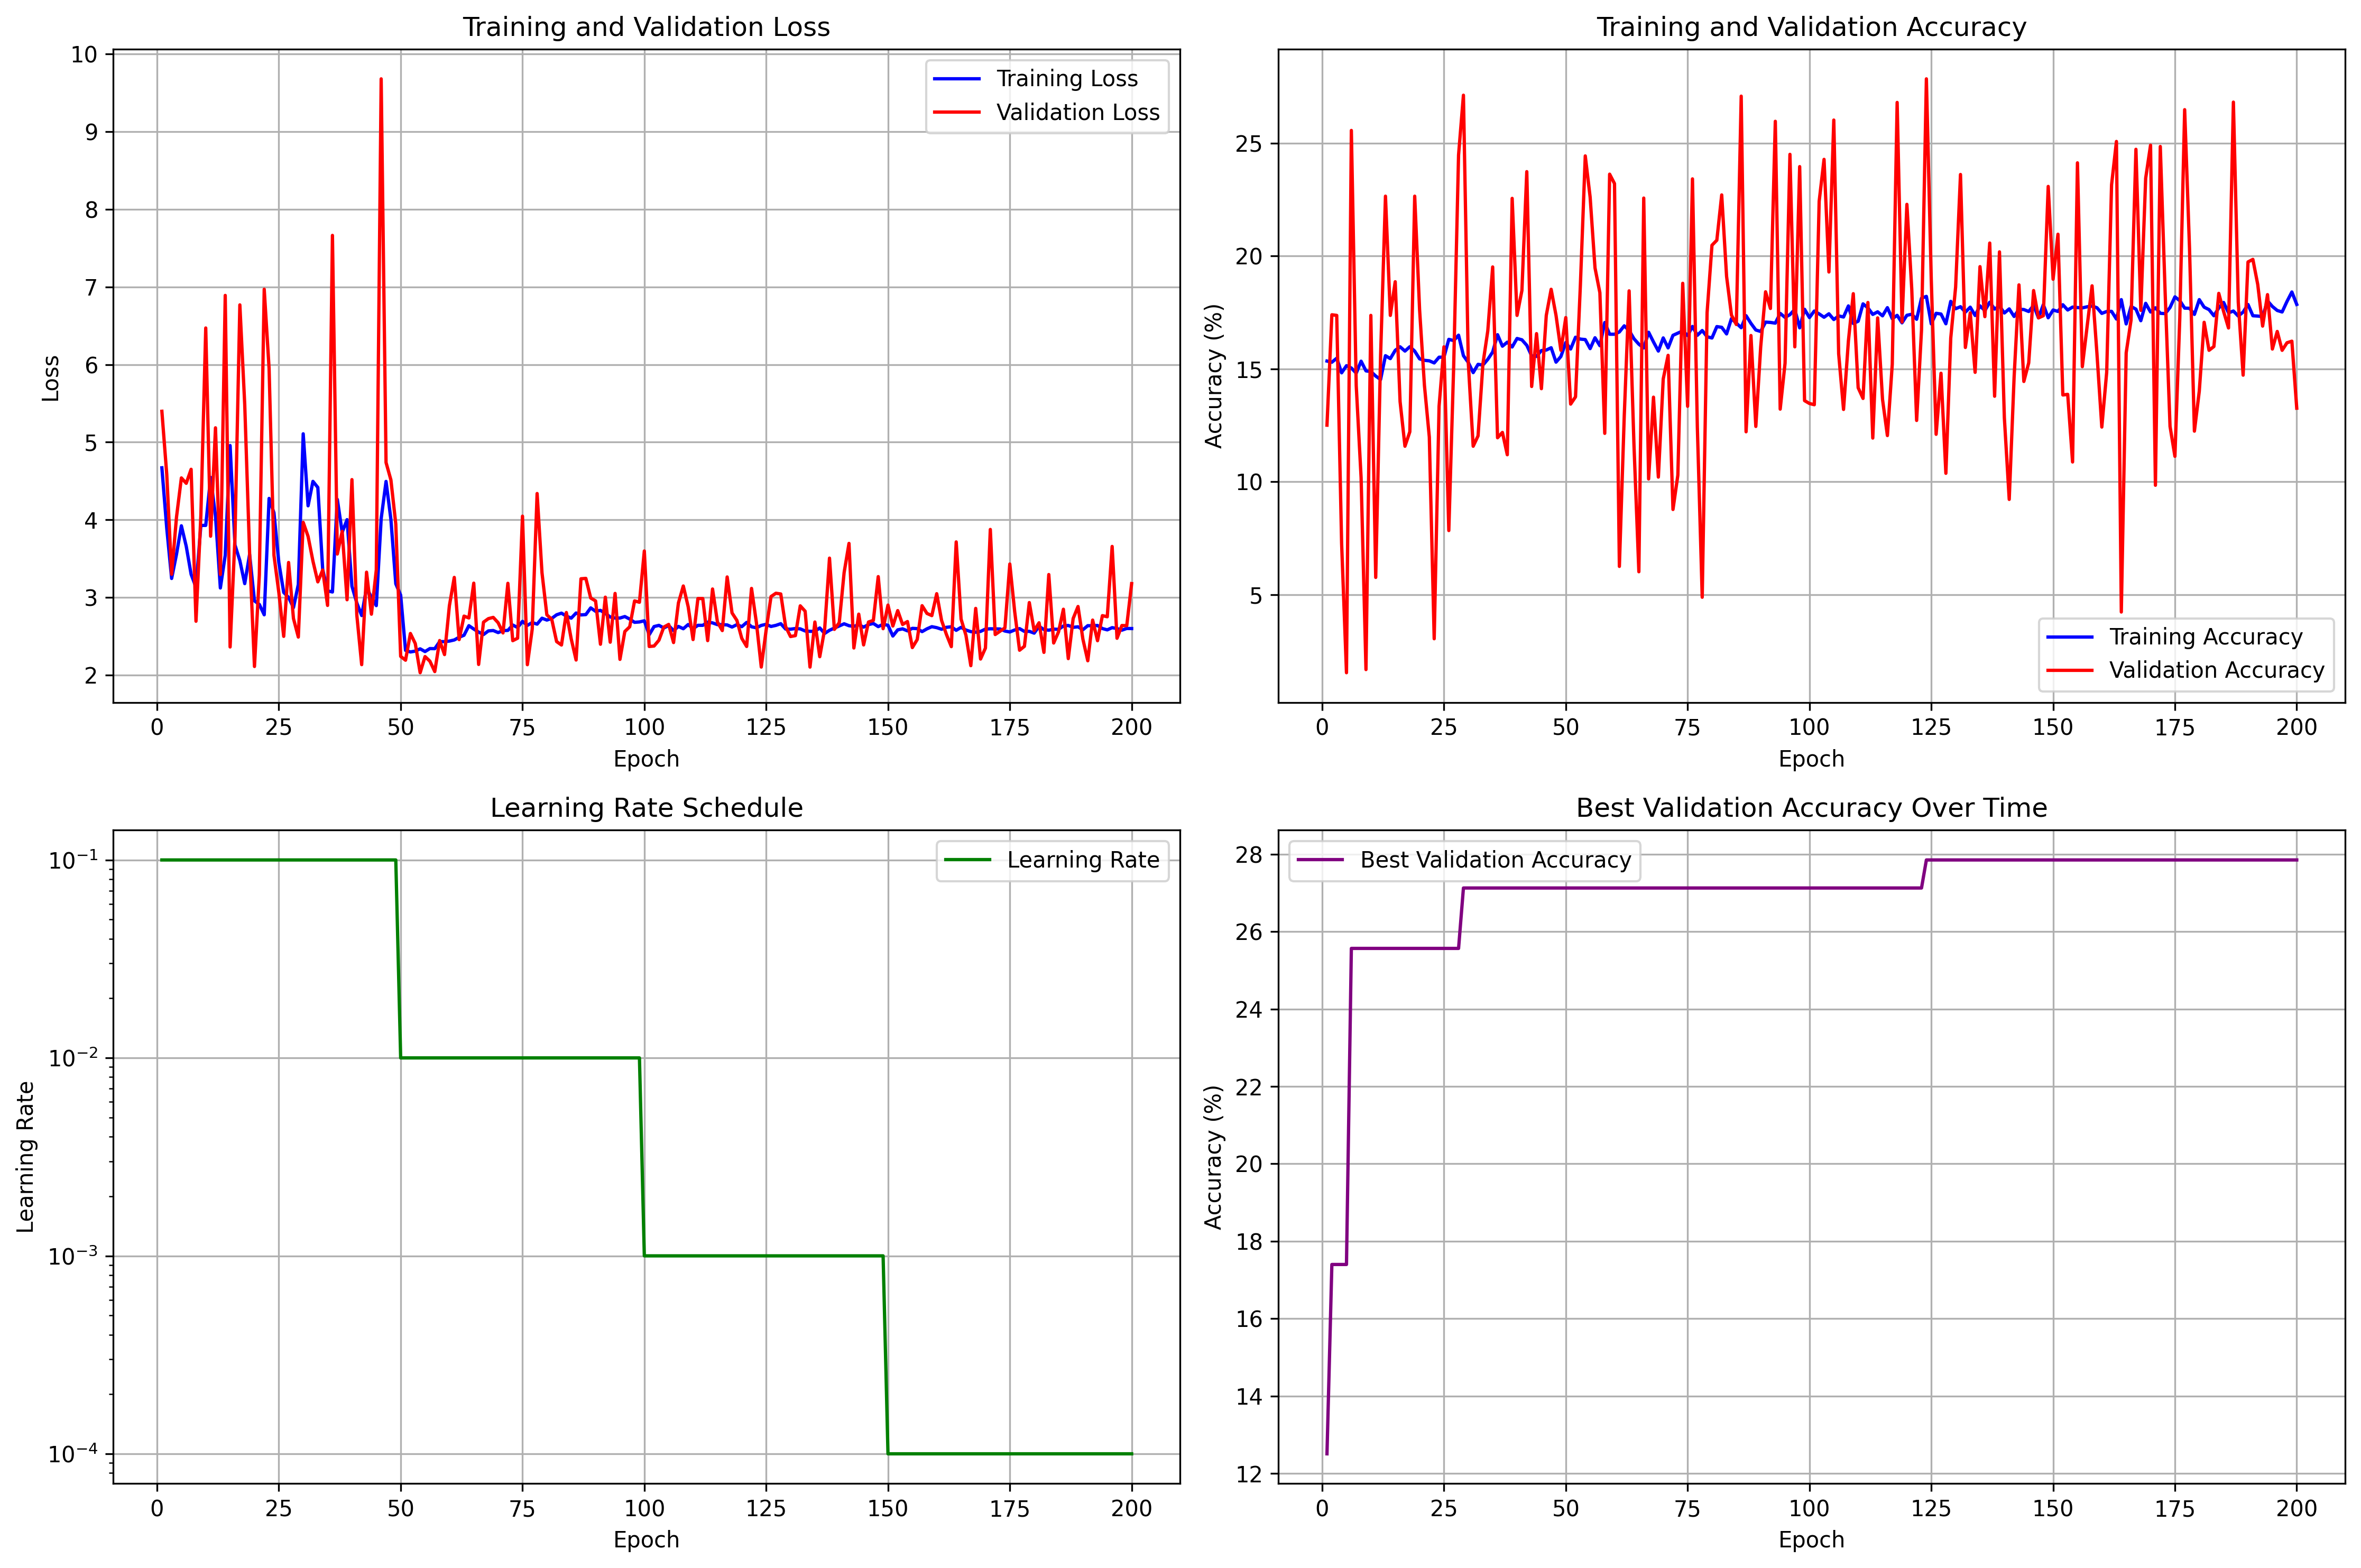 Training and Validation Loss
10
9
8
7
6
5
4
3
2
Loss
0 25 50 75 100 125 150 175 200
Epoch
Training Loss
Validation Loss
Training and Validation Accuracy
25
20
15
10
5
Accuracy (%)
0 25 50 75 100 125 150 175 200
Epoch
Training Accuracy
Validation Accuracy
Learning Rate Schedule
10⁻¹
10⁻²
10⁻³
10⁻⁴
Learning Rate
0 25 50 75 100 125 150 175 200
Epoch
Learning Rate
Best Validation Accuracy Over Time
28
26
24
22
20
18
16
14
12
Accuracy (%)
0 25 50 75 100 125 150 175 200
Epoch
Best Validation Accuracy